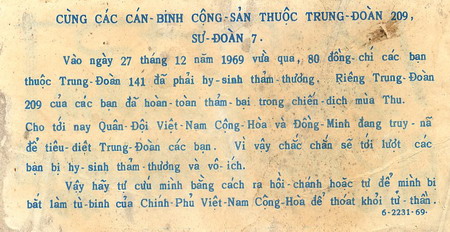 CÙNG CÁC CÁN-BINH CỘNG-SẢN THUỘC TRUNG-ĐOÀN 209,
SƯ-ĐOÀN 7.
Vào ngày 27 tháng 12 năm 1969 vừa qua, 80 đồng-chí các bạn
thuộc Trung-Đoàn 141 đã phải hy-sinh thảm-thương. Riêng Trung-Đoàn
209 của các bạn đã hoàn-toàn thảm-bại trong chiến-dịch mùa Thu.
Cho tới nay Quân-Đội Việt-Nam Cộng-Hòa và Đồng-Minh đang truy-nã
để tiêu-diệt Trung-Đoàn các bạn. Vì vậy chắc chắn sẽ tới lượt các
bạn bị hy-sinh thảm-thương và vô-ích.
Vậy hãy tự cứu mình bằng cách ra hồi-chánh hoặc tự để mình bị
bắt làm tù-binh của Chính-Phủ Việt-Nam Cộng-Hòa để thoát khỏi tử-thần.
6-2231-69-